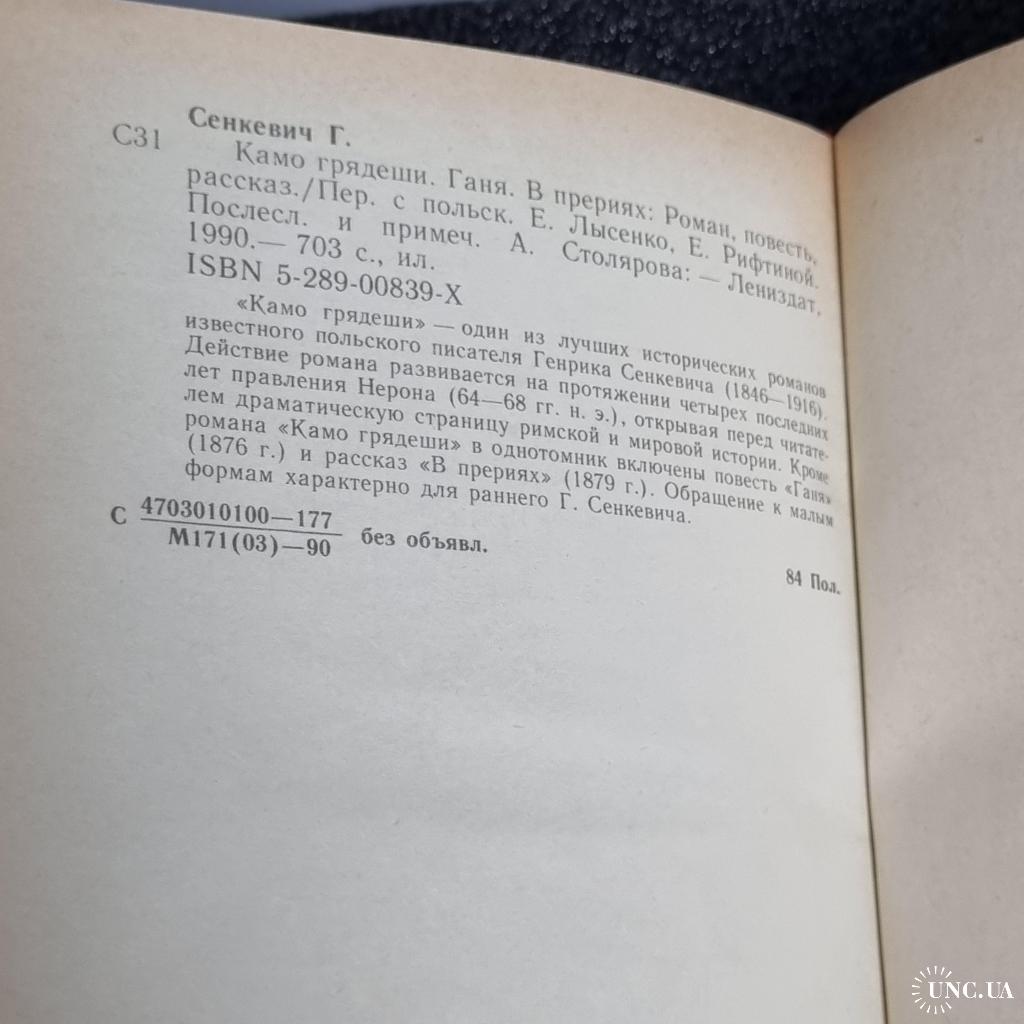 Сенкевич Г.
С31
Камо грядеши. Ганя. В прериях: Роман, повесть,
рассказ./Пер. с польск. Е. Лысенко, Е. Рифтиной.
Послесл. и примеч. А. Столярова: — Лениздат,
1990.— 703 с., ил.
ISBN 5-289-00839-X
«Камо грядеши» — один из лучших исторических романов
известного польского писателя Генрика Сенкевича (1846—1916).
Действие романа развивается на протяжении четырех последних
лет правления Нерона (64—68 гг. н. э.), открывая перед читате-
лем драматическую страницу римской и мировой истории. Кроме
романа «Камо грядеши» в однотомник включены повесть «Ганя»
(1876 г.) и рассказ «В прериях» (1879 г.). Обращение к малым
формам характерно для раннего Г. Сенкевича.
С 4703010100—177
М171(03)—90 без объявл.
84 Пол.
UNC.UA